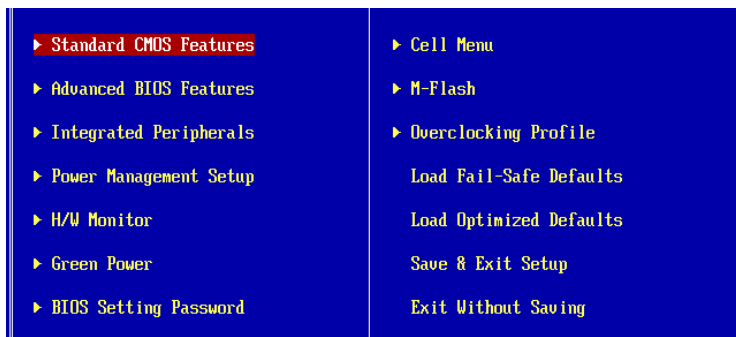 Standard CMOS Features
Advanced BIOS Features
Integrated Peripherals
Power Management Setup
H/W Monitor
Green Power
BIOS Setting Password
Cell Menu
M-Flash
Overclocking Profile
Load Fail-Safe Defaults
Load Optimized Defaults
Save & Exit Setup
Exit Without Saving